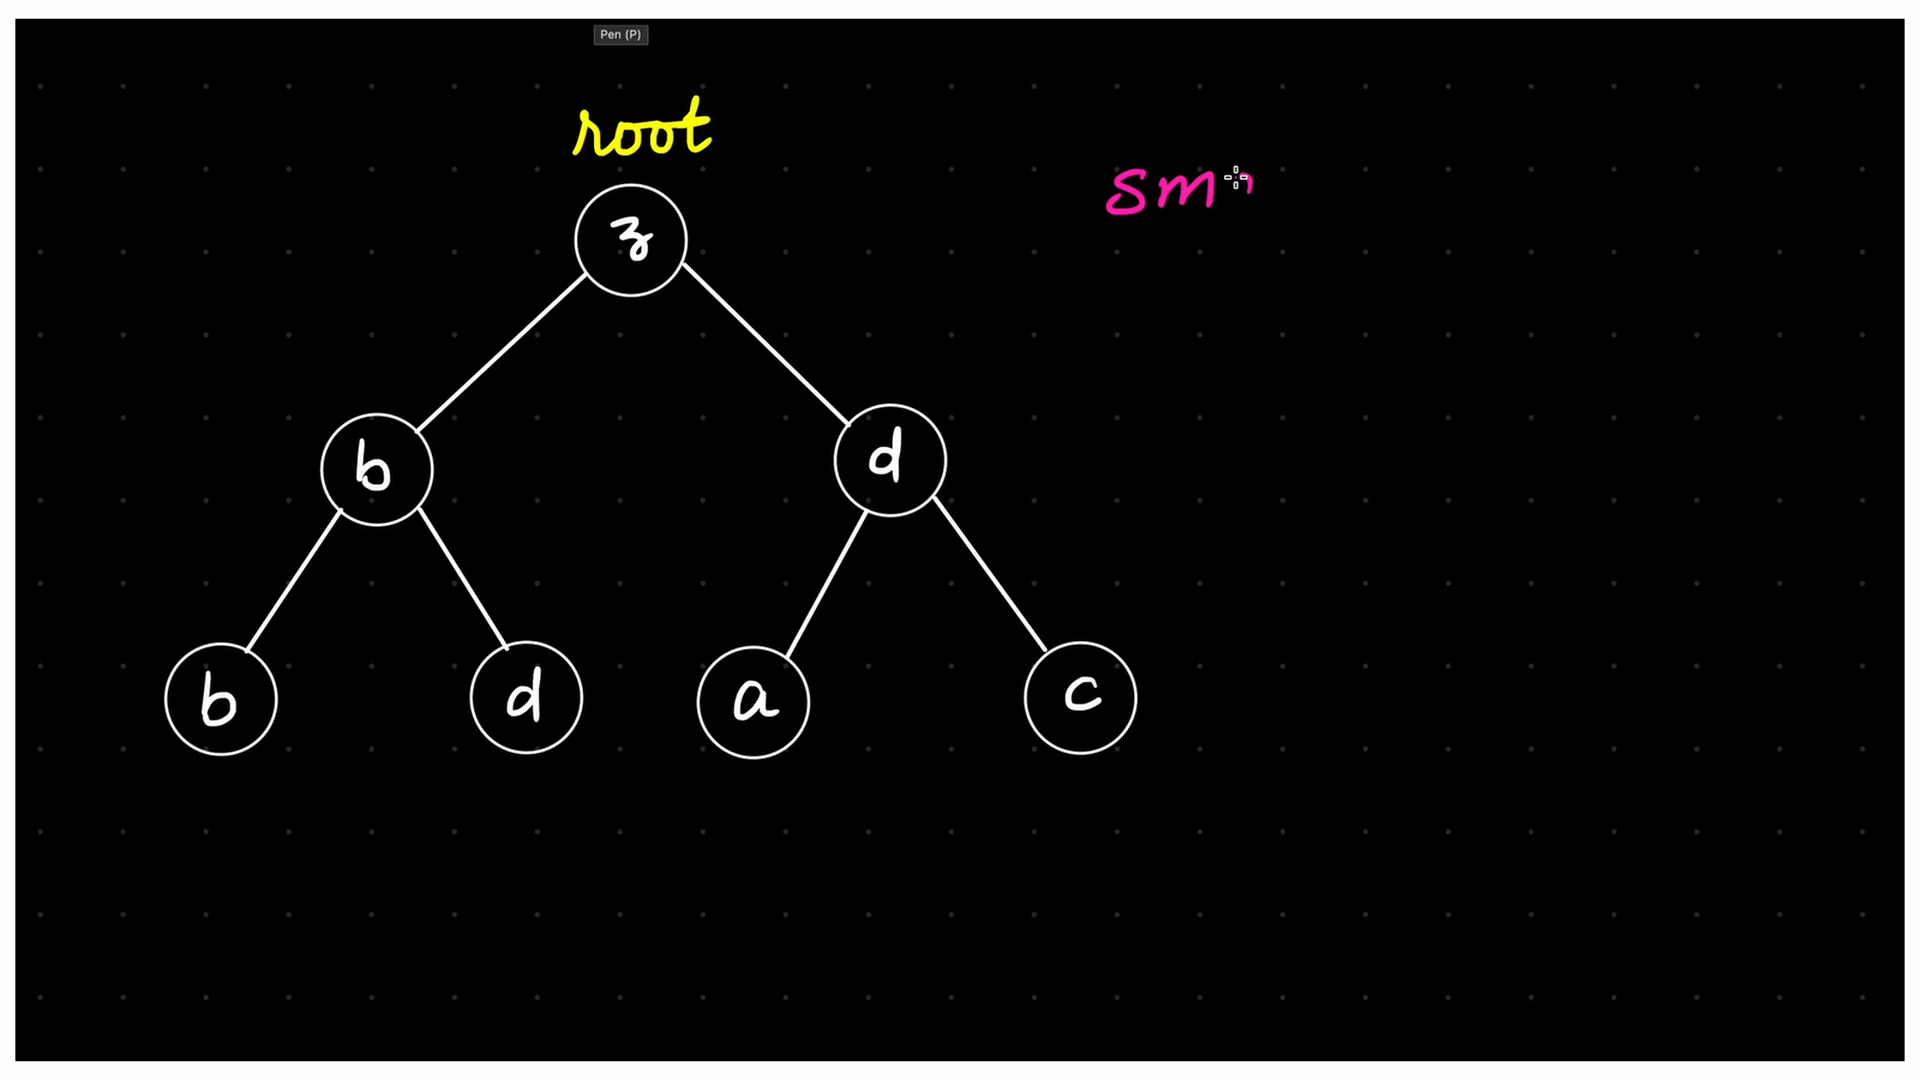 Pen (P)
root
sm
z
b d
b d a c